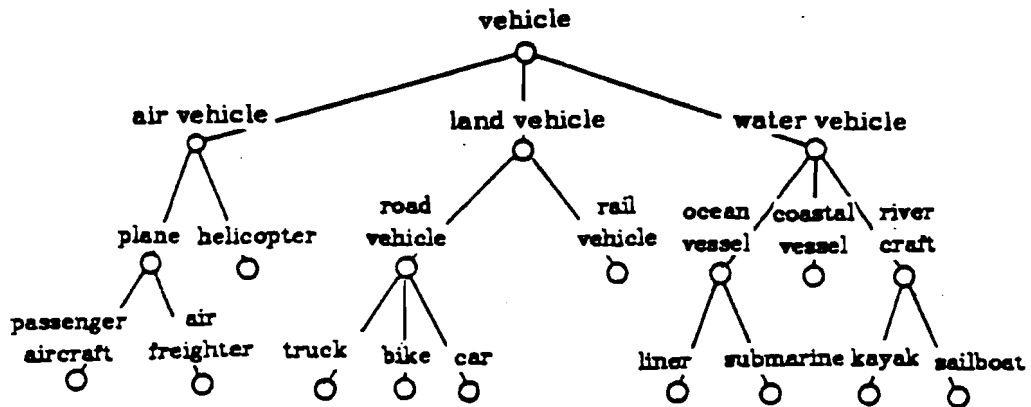 vehicle
air vehicle
land vehicle
water vehicle
plane
helicopter
road
vehicle
rail
vehicle
ocean
vessel
coastal
vessel
river
craft
passenger
aircraft
air
freighter
truck
bike
car
liner
submarine
kayak
sailboat